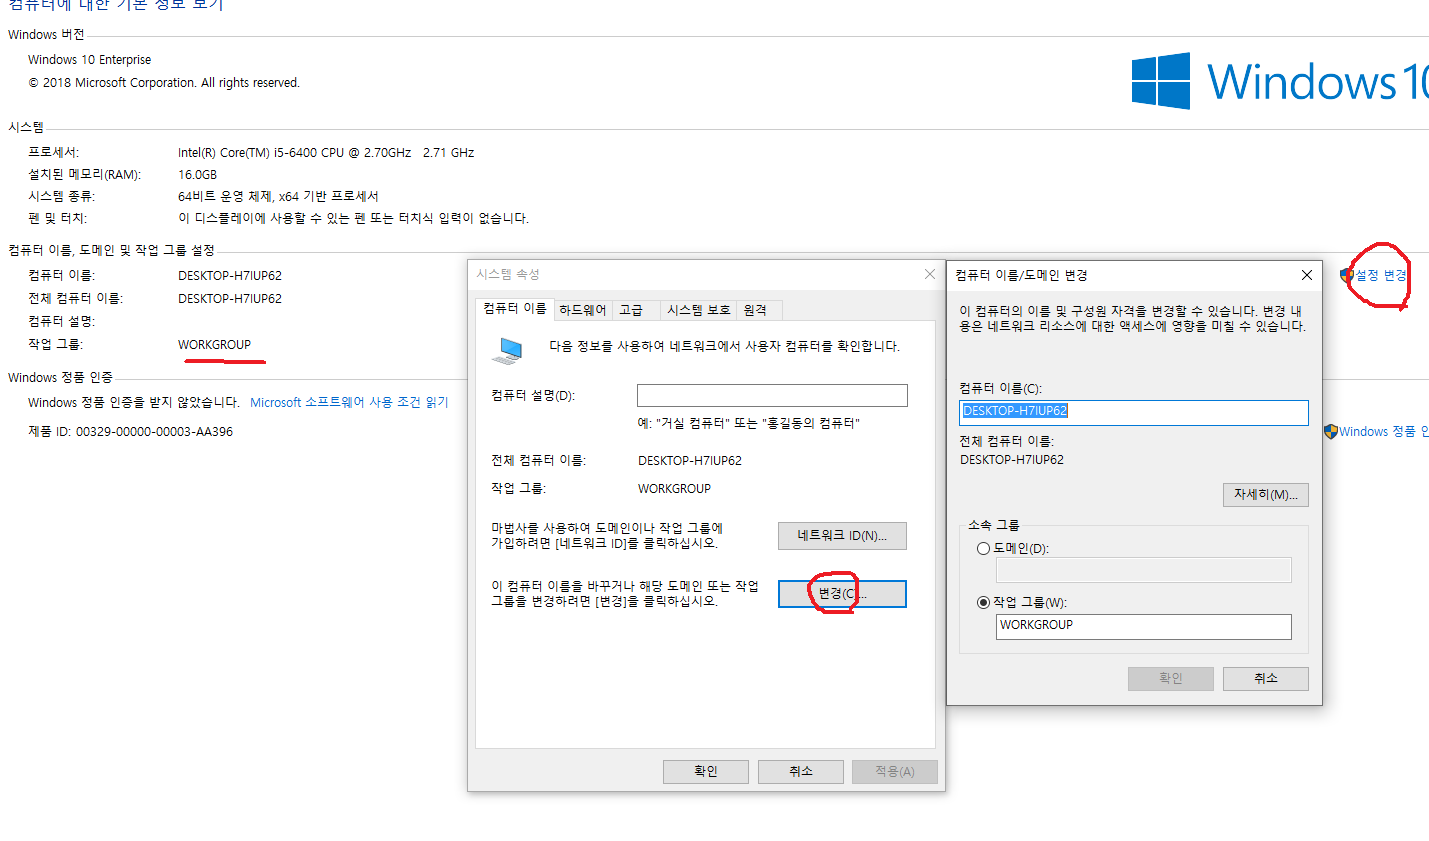 컴퓨터에 대한 기본 정보 보기
Windows 버전
Windows 10 Enterprise
© 2018 Microsoft Corporation. All rights reserved.
Windows 10
시스템
프로세서: Intel(R) Core(TM) i5-6400 CPU @ 2.70GHz 2.71 GHz
설치된 메모리(RAM): 16.0GB
시스템 종류: 64비트 운영 체제, x64 기반 프로세서
펜 및 터치: 이 디스플레이에 사용할 수 있는 펜 또는 터치식 입력이 없습니다.
컴퓨터 이름, 도메인 및 작업 그룹 설정
컴퓨터 이름: DESKTOP-H7IUP62
설정 변경
전체 컴퓨터 이름: DESKTOP-H7IUP62
컴퓨터 설명:
작업 그룹: WORKGROUP
Windows 정품 인증
Windows 정품 인증을 받지 않았습니다. Microsoft 소프트웨어 사용 조건 읽기
제품 ID: 00329-00000-00003-AA396
Windows 정품 인
시스템 속성
컴퓨터 이름 하드웨어 고급 시스템 보호 원격
다음 정보를 사용하여 네트워크에서 사용자 컴퓨터를 확인합니다.
컴퓨터 설명(D):
예: "거실 컴퓨터" 또는 "홍길동의 컴퓨터"
전체 컴퓨터 이름: DESKTOP-H7IUP62
작업 그룹: WORKGROUP
마법사를 사용하여 도메인이나 작업 그룹에
가입하려면 [네트워크 ID]를 클릭하십시오.
네트워크 ID(N)...
이 컴퓨터 이름을 바꾸거나 해당 도메인 또는 작업
그룹을 변경하려면 [변경]을 클릭하십시오.
변경(C)...
확인 취소 적용(A)
컴퓨터 이름/도메인 변경
이 컴퓨터의 이름 및 구성원 자격을 변경할 수 있습니다. 변경 내
용은 네트워크 리소스에 대한 액세스에 영향을 미칠 수 있습니다.
컴퓨터 이름(C):
DESKTOP-H7IUP62
전체 컴퓨터 이름:
DESKTOP-H7IUP62
자세히(M)...
소속 그룹
도메인(D):
작업 그룹(W):
WORKGROUP
확인 취소